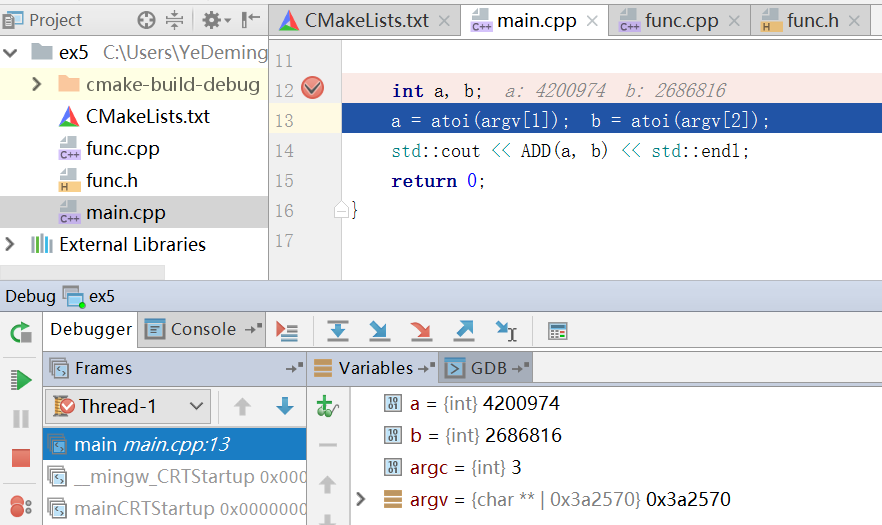 Project
CMakeLists.txt
main.cpp
func.cpp
func.h
ex5 C:\Users\YeDeming
cmake-build-debug
CMakeLists.txt
func.cpp
func.h
main.cpp
External Libraries
11
12 int a, b; a: 4200974 b: 2686816
13 a = atoi(argv[1]); b = atoi(argv[2]);
14 std::cout << ADD(a, b) << std::endl;
15 return 0;
16 }
17
Debug ex5
Debugger Console
Frames
Variables GDB
Thread-1
main main.cpp:13
__mingw_CRTStartup 0x000
mainCRTStartup 0x0000000
a = {int} 4200974
b = {int} 2686816
argc = {int} 3
argv = {char ** | 0x3a2570} 0x3a2570